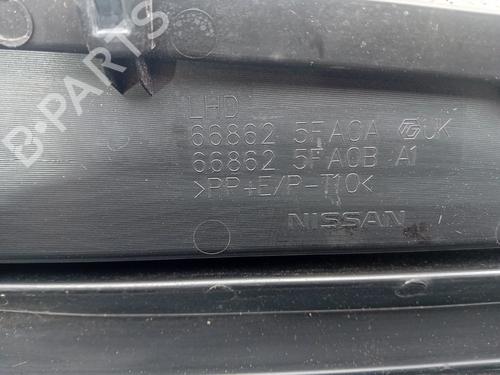 B-PARTS
LHD
66862 5FA0A UK
66862 5FA0B A1
>PP+E/P-T10<
NISSAN